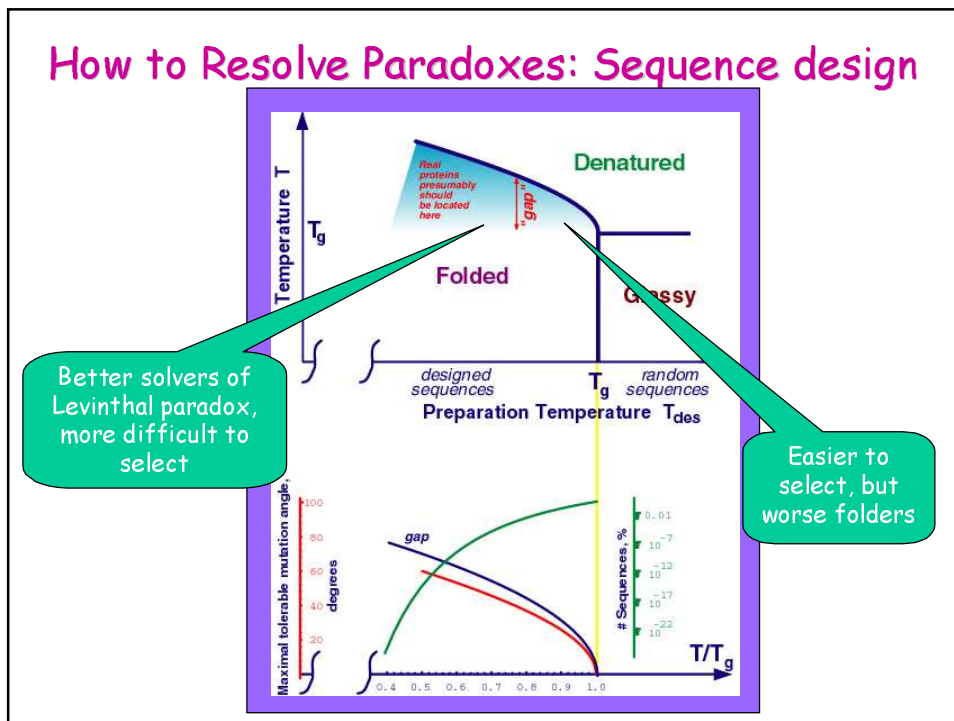 How to Resolve Paradoxes: Sequence design
Temperature T
Real
proteins
presumably
should
be located
here
"gap"
Denatured
Tg
Folded
Glassy
Better solvers of
Levinthal paradox,
more difficult to
select
designed
sequences
Tg
random
sequences
Preparation Temperature Tdes
Easier to
select, but
worse folders
Maximal tolerable mutation angle,
degrees
100
80
60
40
20
gap
# Sequences, %
0.01
10^-7
10^-12
10^-17
10^-22
T/Tg
0.4 0.5 0.6 0.7 0.8 0.9 1.0